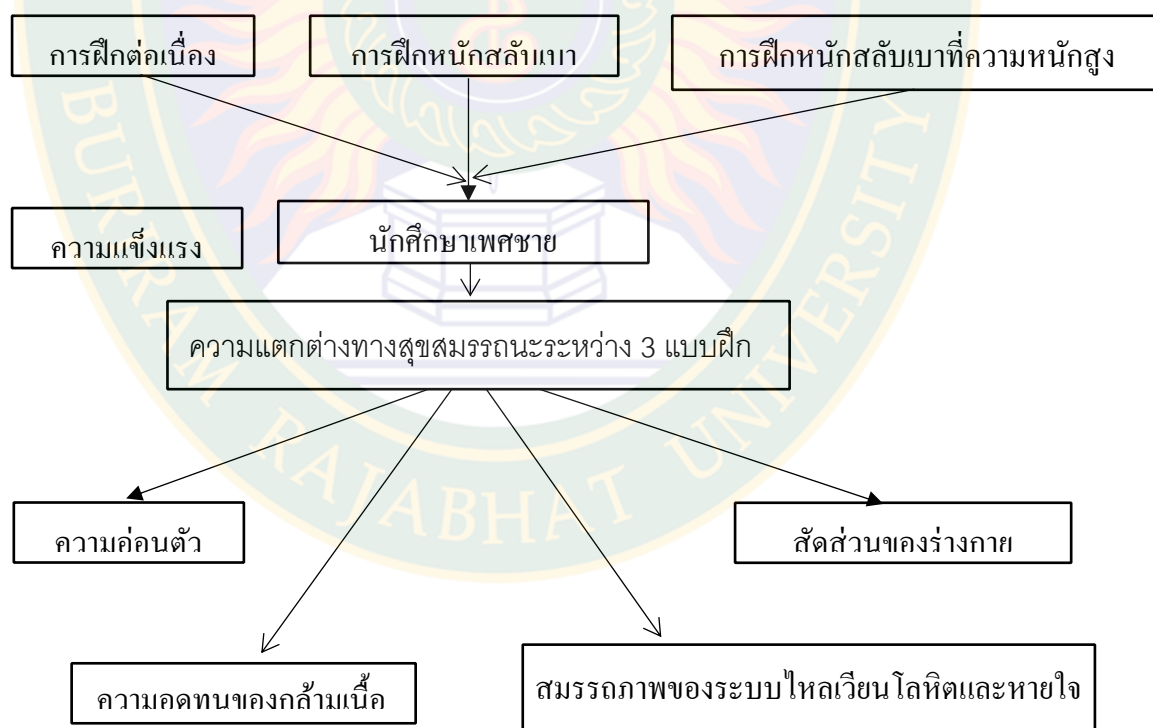 การฝึกต่อเนื่อง
การฝึกหนักสลับเบา
การฝึกหนักสลับเบาที่ความหนักสูง
ความแข็งแรง
นักศึกษาเพศชาย
ความแตกต่างทางสุขสมรรถนะระหว่าง 3 แบบฝึก
ความอ่อนตัว
สัดส่วนของร่างกาย
ความอดทนของกล้ามเนื้อ
สมรรถภาพของระบบไหลเวียนโลหิตและหายใจ
BURIRAM RAJABHAT UNIVERSITY